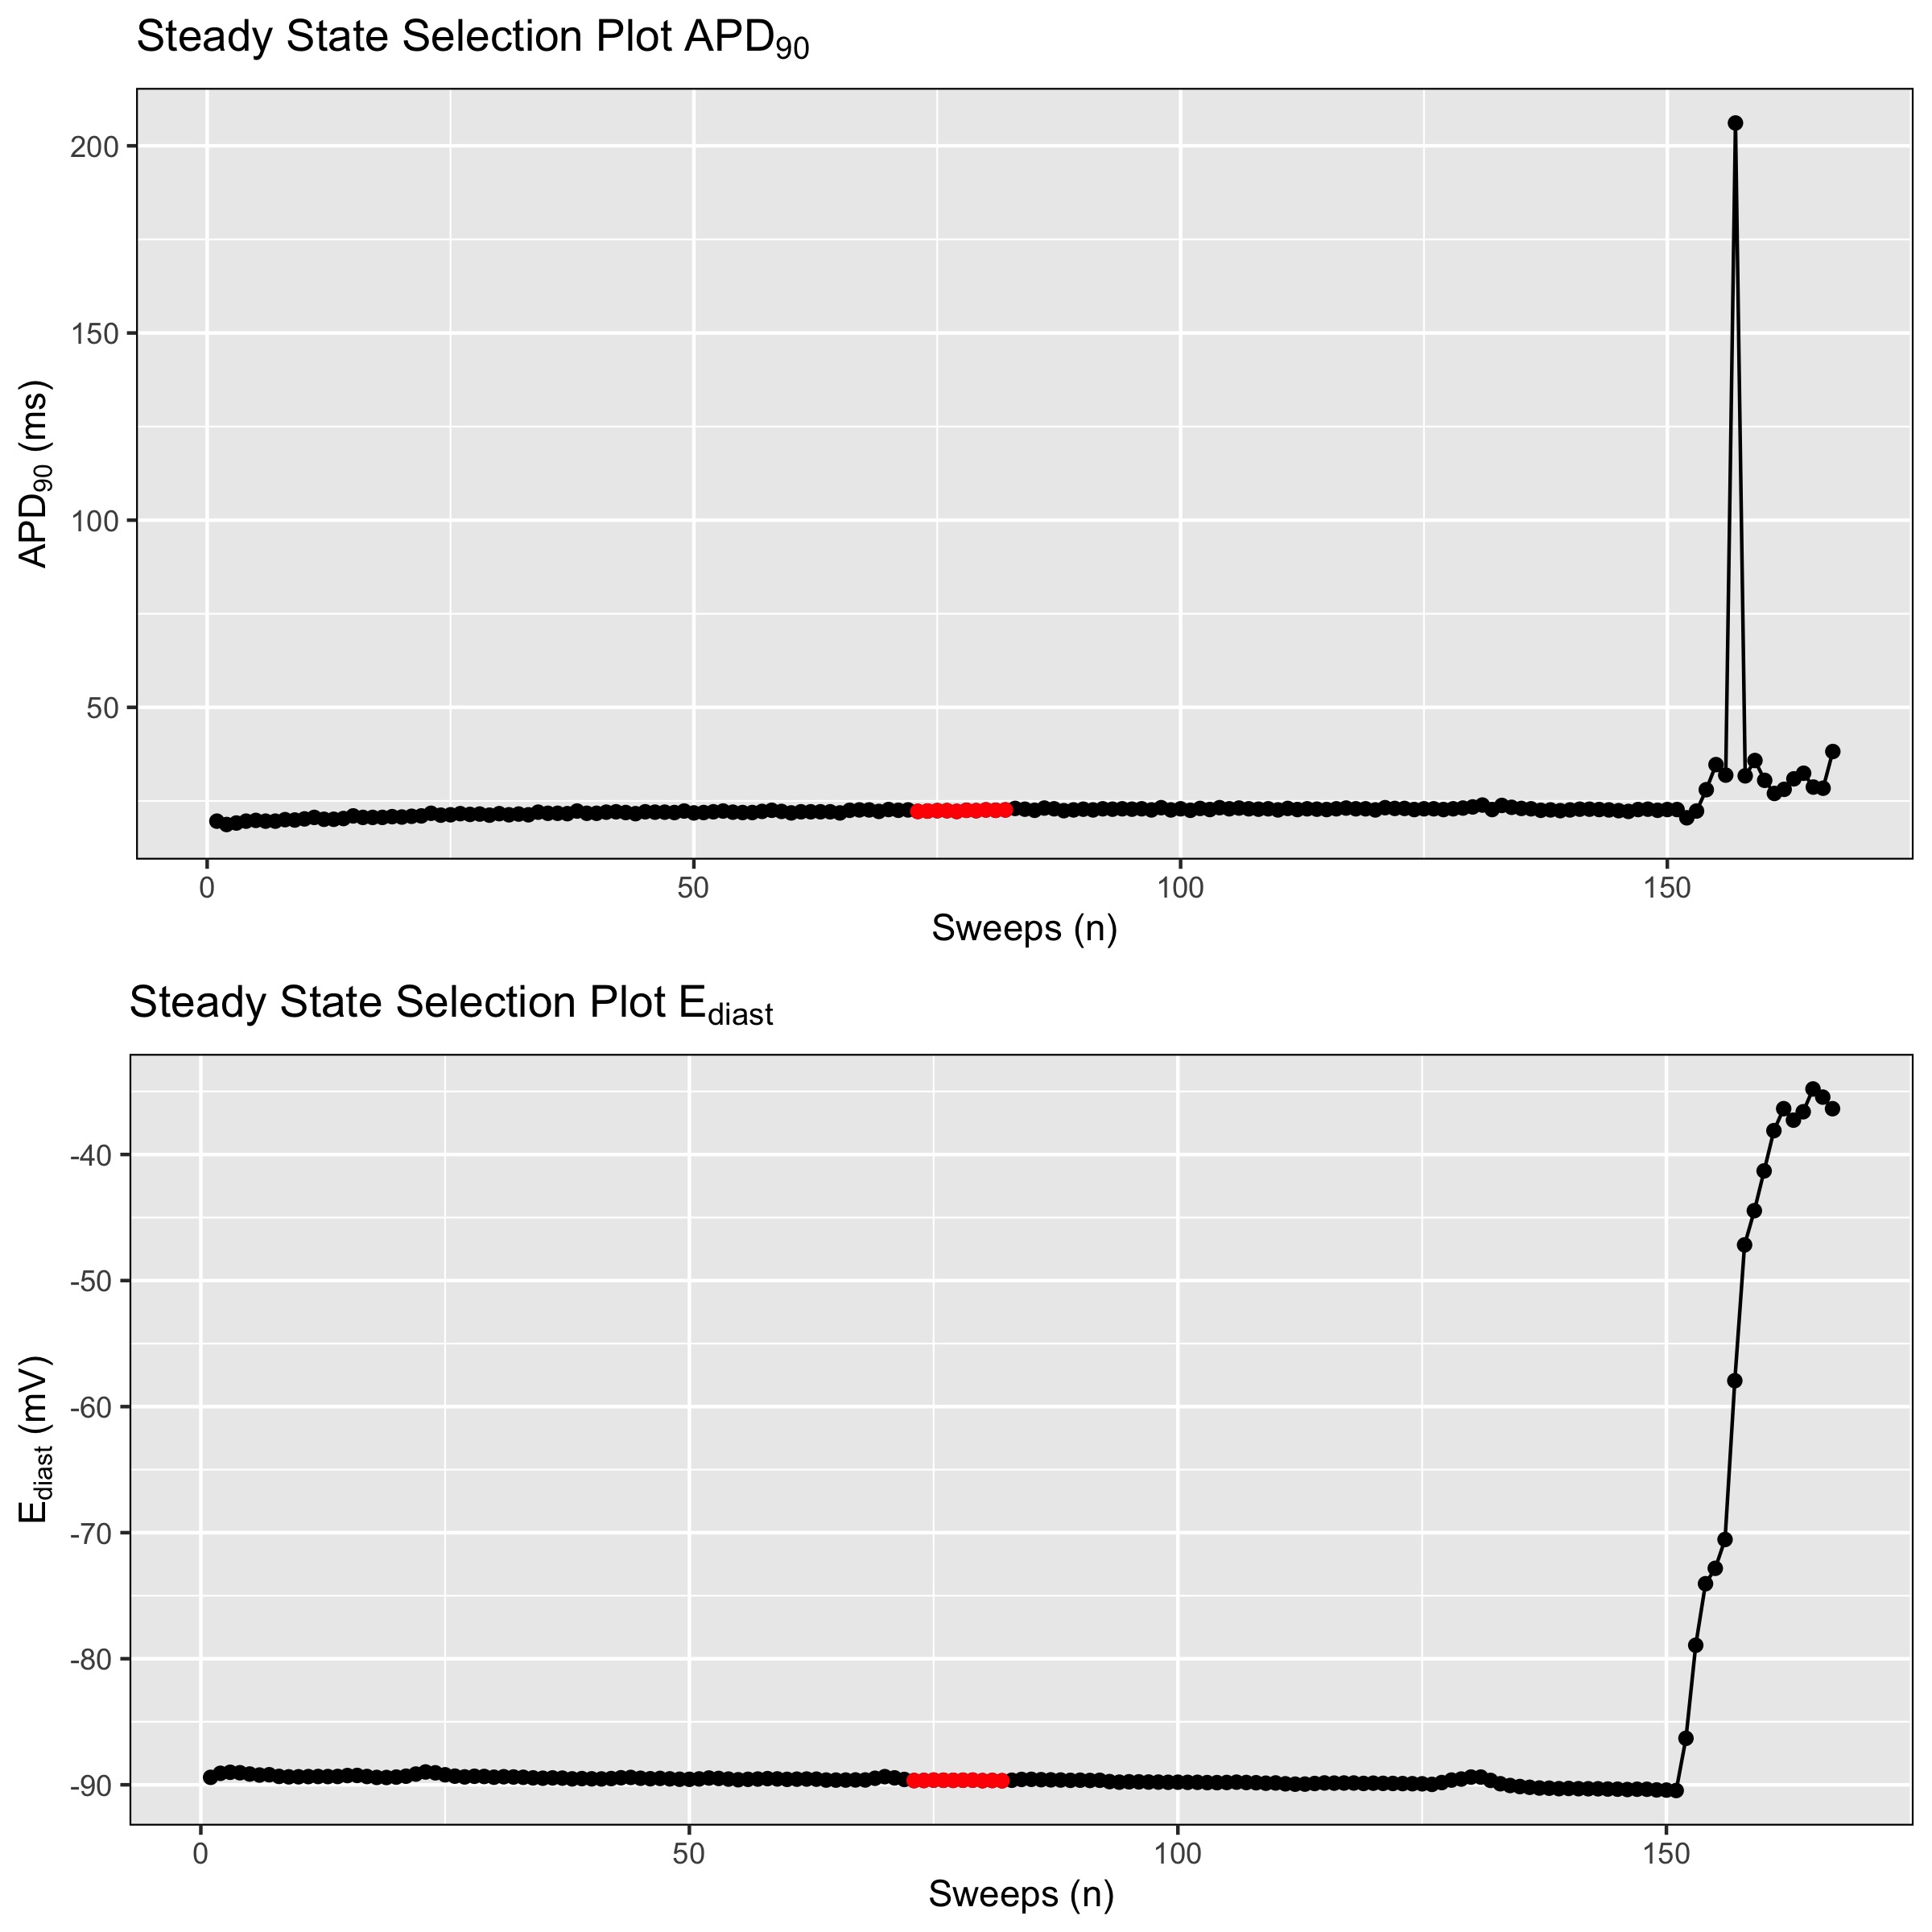 Steady State Selection Plot APD90
200
150
100
50
APD90 (ms)
0 50 100 150
Sweeps (n)
Steady State Selection Plot Ediast
-40
-50
-60
-70
-80
-90
Ediast (mV)
0 50 100 150
Sweeps (n)